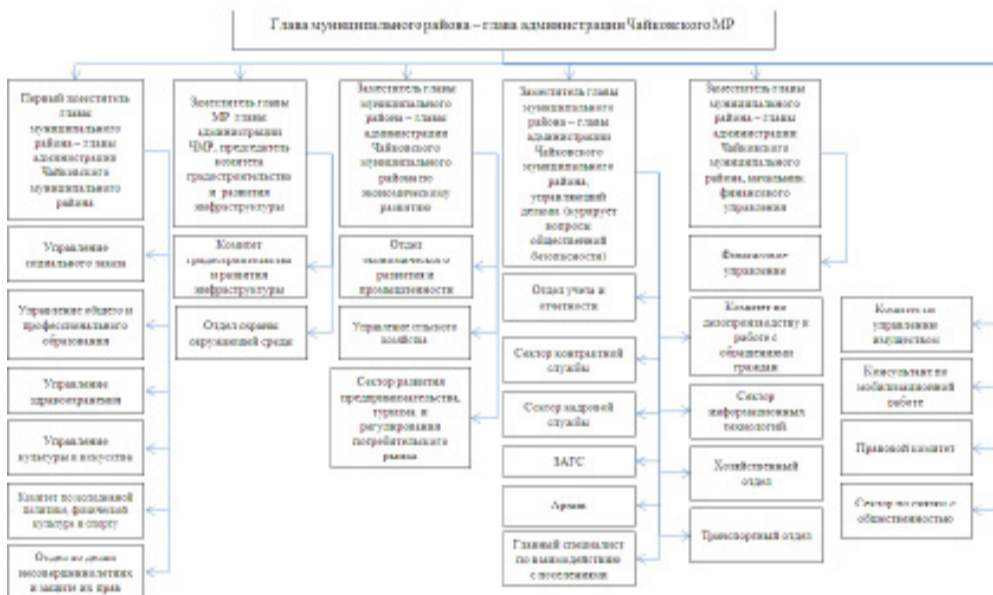 Глава муниципального района – глава администрации Чайковского МР
Первый заместитель
главы
муниципального
района – главы
администрации
Чайковского
муниципального
района
Заместитель главы
МР главы
администрации
ЧМР, председатель
комитета
градостроительства
и развития
инфраструктуры
Заместитель главы
муниципального
района – главы
администрации
Чайковского
муниципального
района по
экономическому
развитию
Заместитель главы
муниципального
района – главы
администрации
Чайковского
муниципального
района,
управляющий
делами (курирует
вопросы
общественной
безопасности)
Заместитель главы
муниципального
района – главы
администрации
Чайковского
муниципального
района, начальник
финансового
управления
Управление
социального заказа
Управление общего и
профессионального
образования
Управление
здравоохранения
Управление
культуры и искусства
Комитет по молодежной
политике, физической
культуре и спорту
Отдел по делам
несовершеннолетних
и защите их прав
Комитет
градостроительства
и развития
инфраструктуры
Отдел охраны
окружающей среды
Отдел
экономического
развития и
промышленности
Управление сельского
хозяйства
Сектор развития
предпринимательства,
туризма и
регулирования
потребительского
рынка
Отдел учета и
отчетности
Сектор контрактной
службы
Сектор кадровой
службы
ЗАГС
Архив
Главный специалист
по взаимодействию
с поселениями
Финансовое
управление
Комитет по
делопроизводству и
работе с
обращениями
граждан
Сектор
информационных
технологий.
Хозяйственный
отдел
Транспортный отдел
Комитет по
управлению
имуществом
Консультант по
мобилизационной
работе
Правовой комитет
Сектор по связям с
общественностью